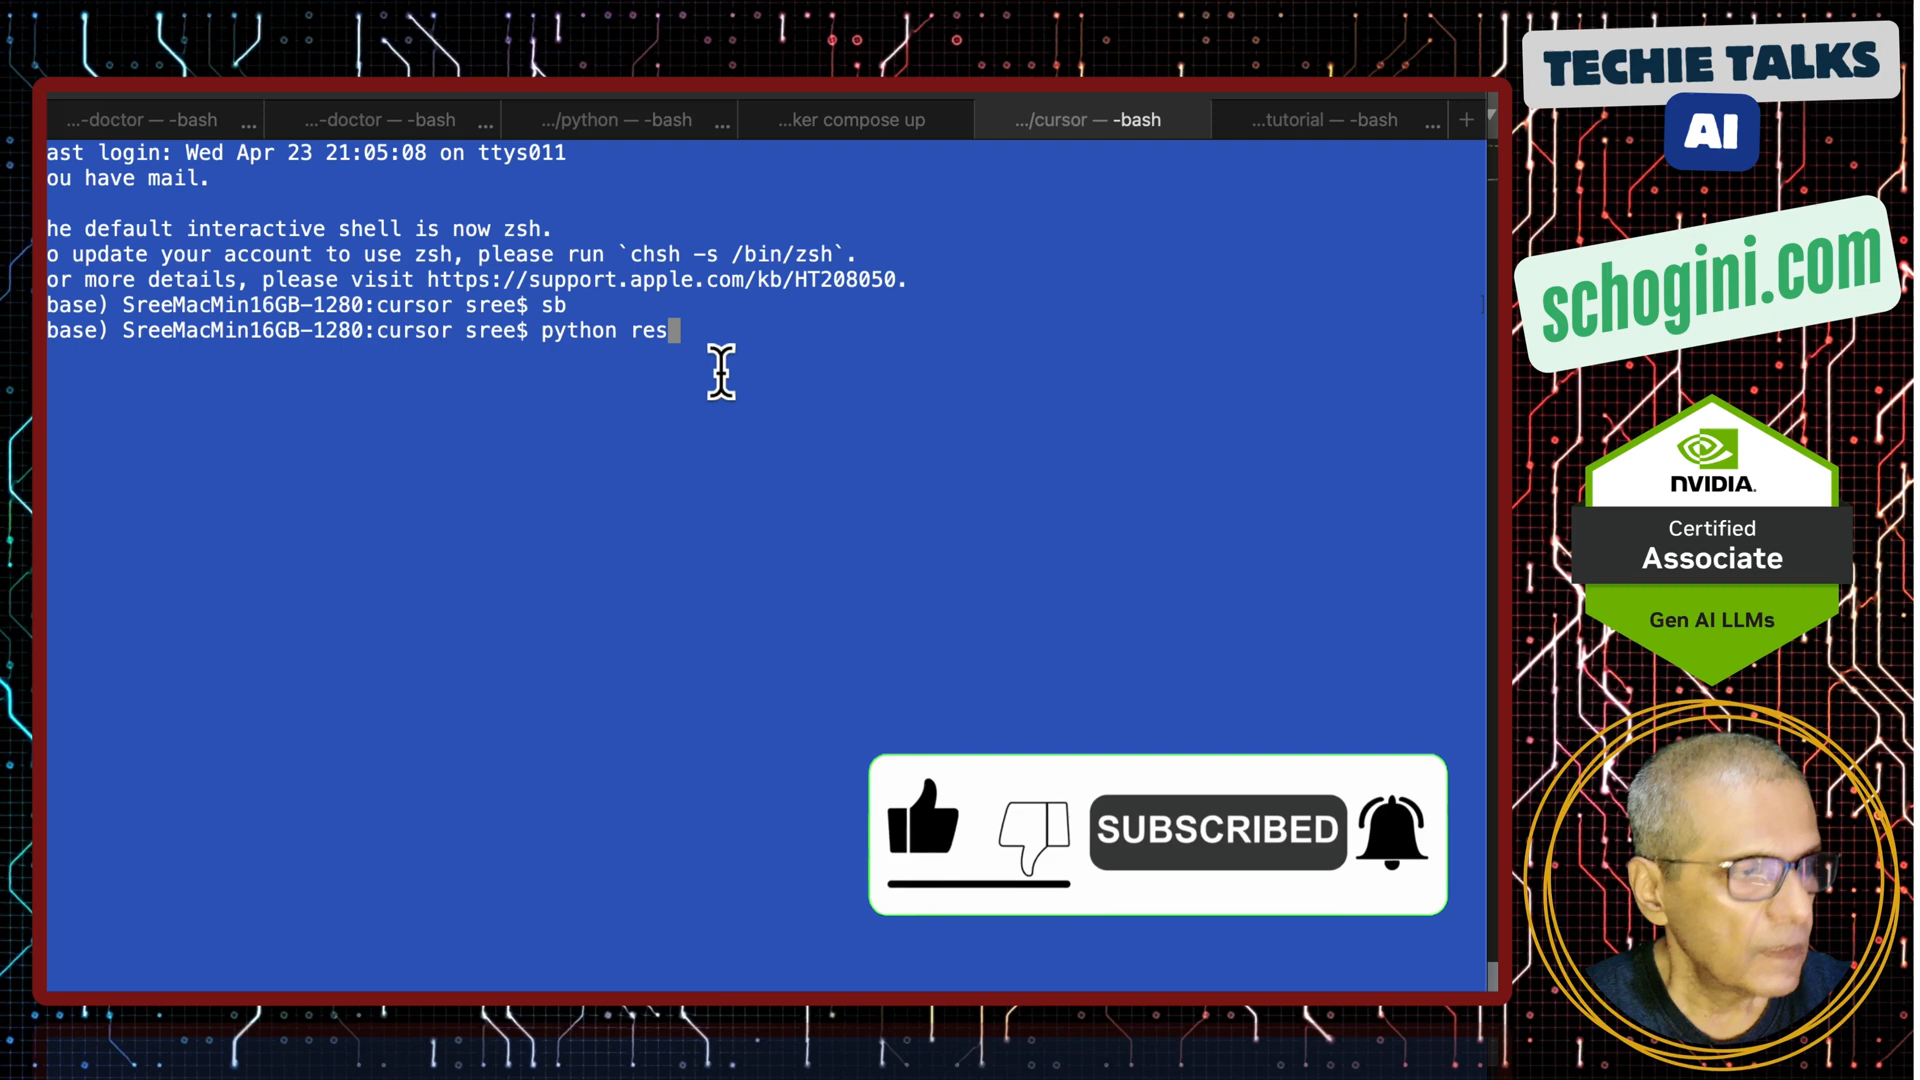 ...-doctor — -bash ...
...-doctor — -bash ...
.../python — -bash ...
...ker compose up
.../cursor — -bash
...tutorial — -bash ...
+
ast login: Wed Apr 23 21:05:08 on ttys011
ou have mail.
he default interactive shell is now zsh.
o update your account to use zsh, please run `chsh -s /bin/zsh`.
or more details, please visit https://support.apple.com/kb/HT208050.
base) SreeMacMin16GB-1280:cursor sree$ sb
base) SreeMacMin16GB-1280:cursor sree$ python res
SUBSCRIBED
TECHIE TALKS
AI
schogini.com
NVIDIA.
Certified
Associate
Gen AI LLMs